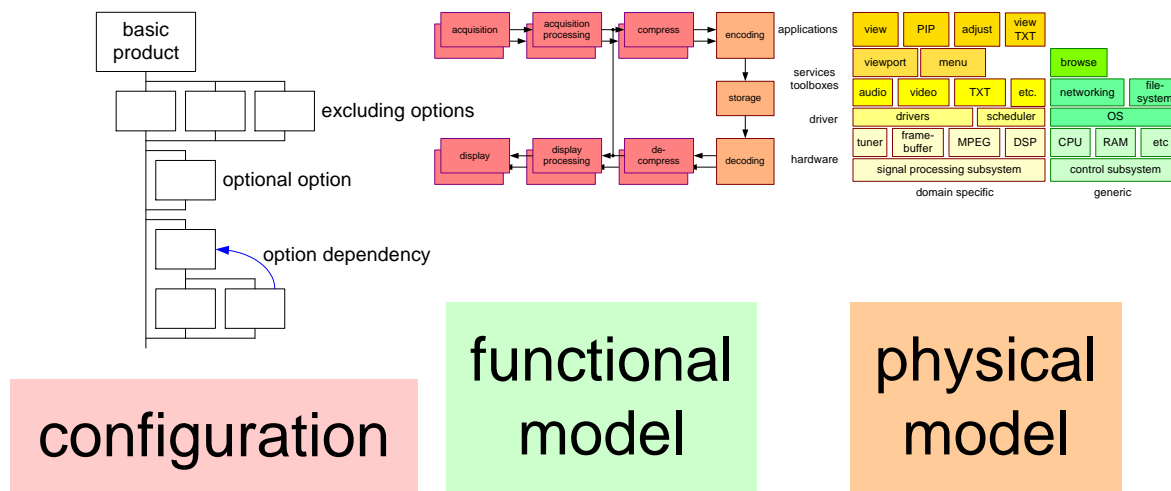 basic
product
excluding options
optional option
option dependency
configuration
acquisition
acquisition
processing
compress
encoding
storage
display
display
processing
de-
compress
decoding
functional
model
applications
view
PIP
adjust
view
TXT
viewport
menu
browse
services
toolboxes
audio
video
TXT
etc.
networking
file-
system
driver
drivers
scheduler
OS
hardware
tuner
frame-
buffer
MPEG
DSP
CPU
RAM
etc
signal processing subsystem
control subsystem
domain specific
generic
physical
model